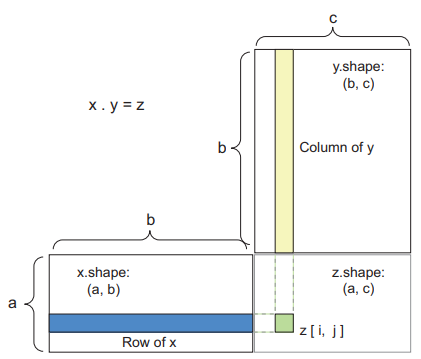 c
y.shape:
(b, c)
x . y = z
b
Column of y
b
x.shape:
(a, b)
z.shape:
(a, c)
a
z [ i, j ]
Row of x